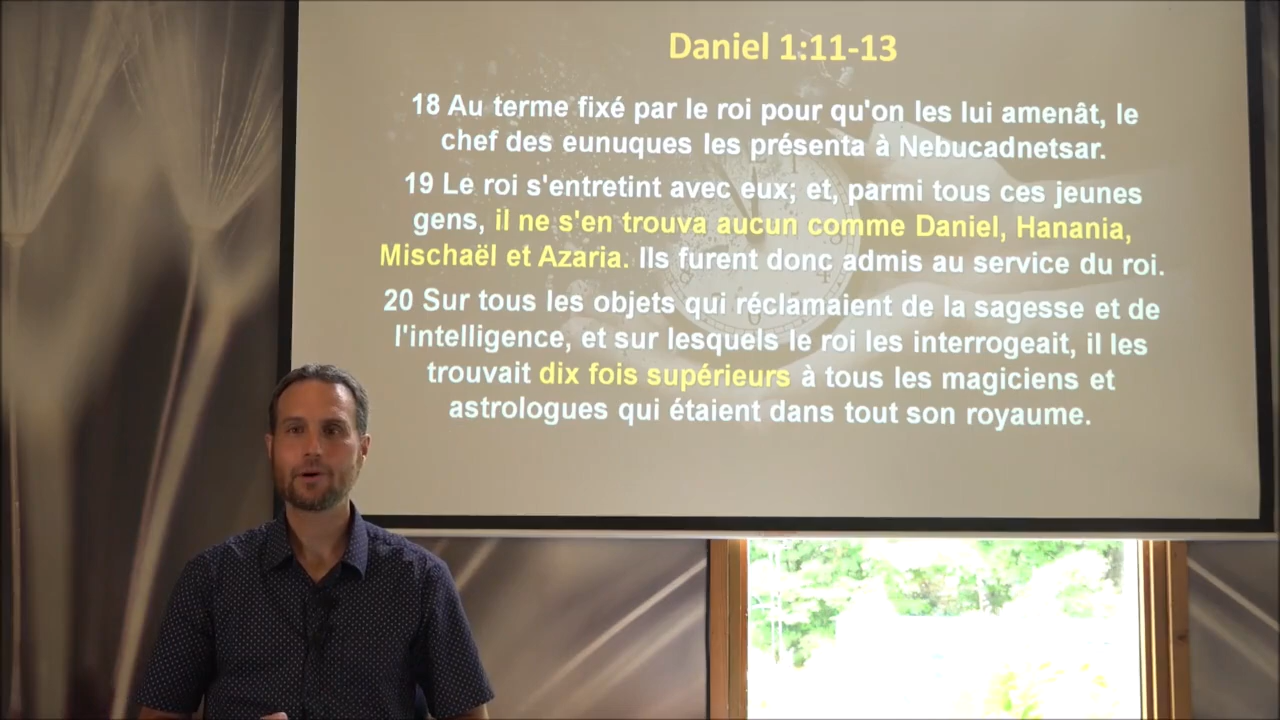 Daniel 1:11-13
18 Au terme fixé par le roi pour qu'on les lui amenât, le
chef des eunuques les présenta à Nebucadnetsar.
19 Le roi s'entretint avec eux; et, parmi tous ces jeunes
gens, il ne s'en trouva aucun comme Daniel, Hanania,
Mischaël et Azaria. Ils furent donc admis au service du roi.
20 Sur tous les objets qui réclamaient de la sagesse et de
l'intelligence, et sur lesquels le roi les interrogeait, il les
trouvait dix fois supérieurs à tous les magiciens et
astrologues qui étaient dans tout son royaume.